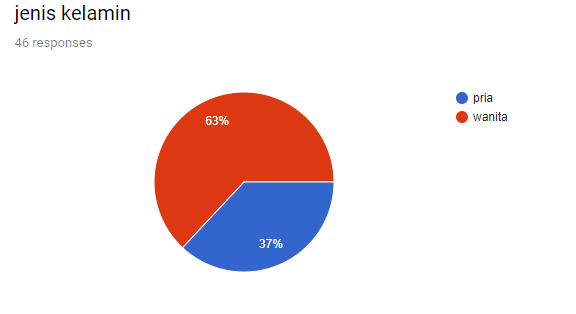 jenis kelamin
46 responses
pria
wanita
63%
37%